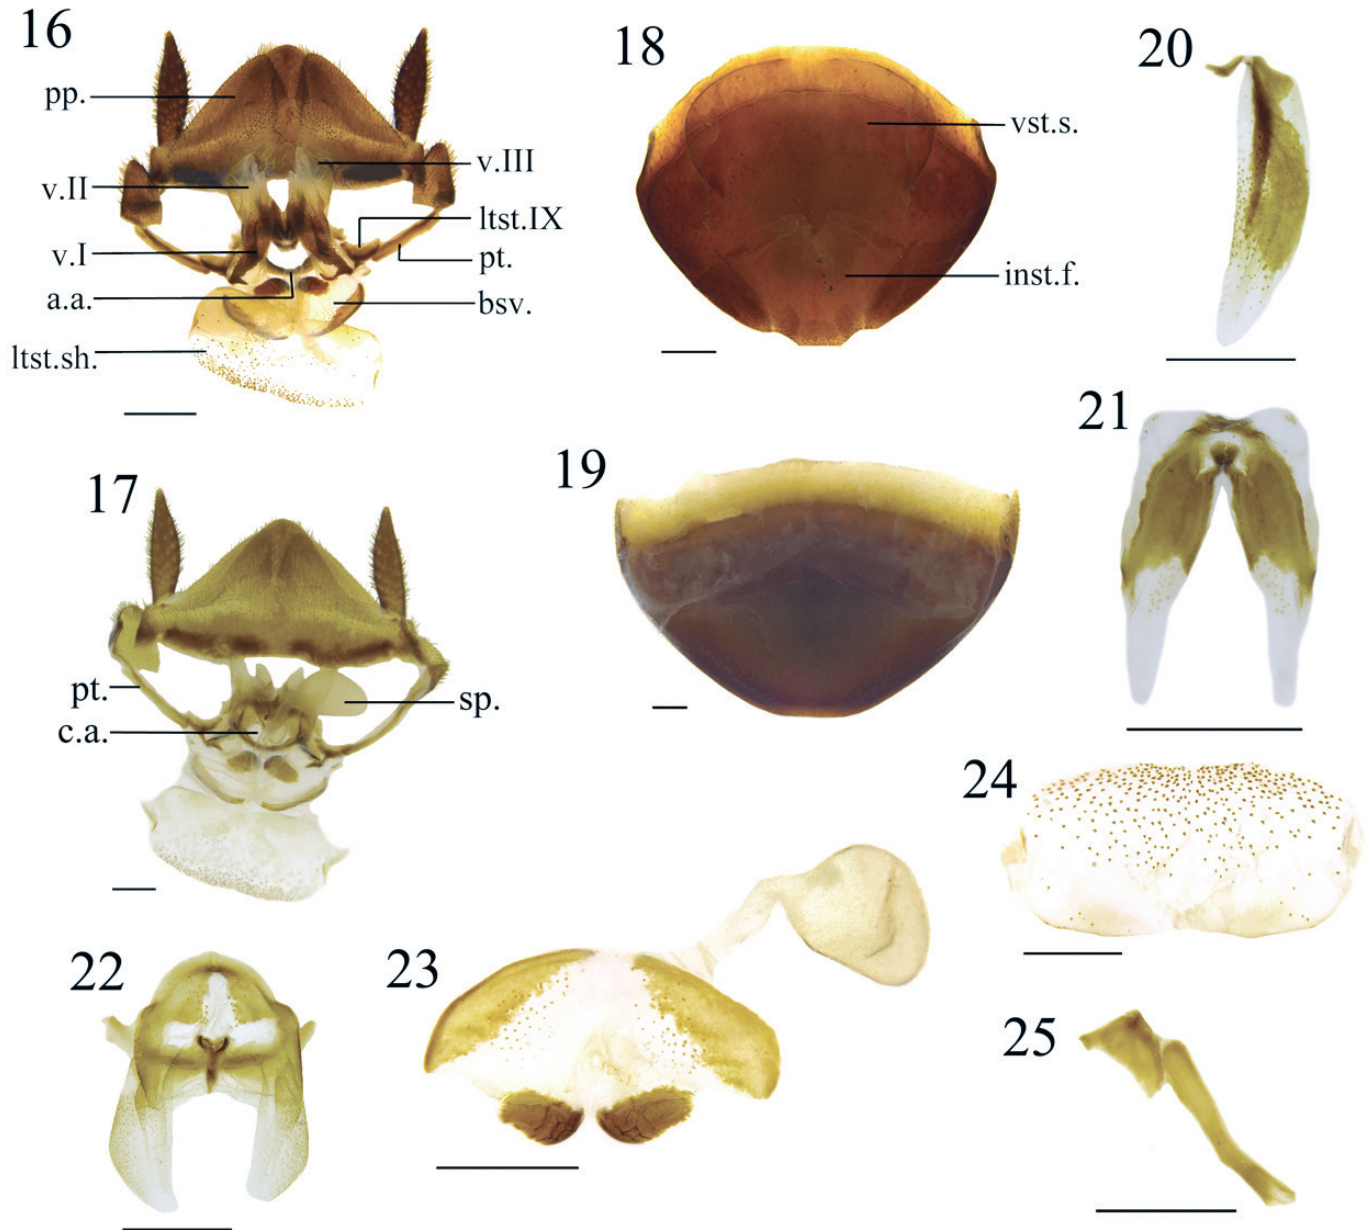 16
pp.
v.II
v.I
a.a.
ltst.sh.
v.III
ltst.IX
pt.
bsv.
17
pt.
c.a.
sp.
18
vst.s.
inst.f.
19
20
21
22
23
24
25